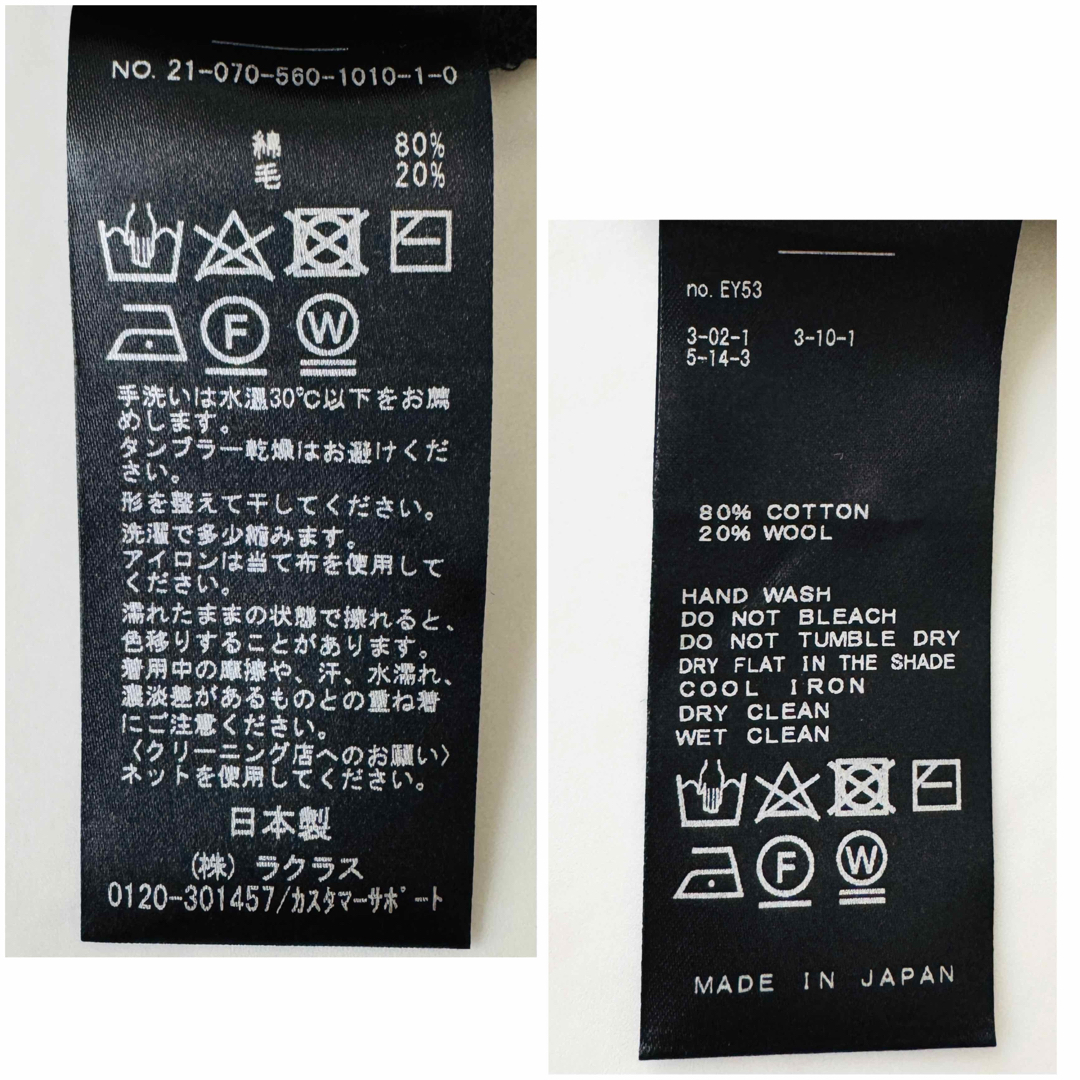 NO. 21-070-560-1010-1-0
綿 80%
毛 20%
F W
手洗いは水温30℃以下をお薦
めします。
タンブラー乾燥はお避けくだ
さい。
形を整えて干してください。
洗濯で多少縮みます。
アイロンは当て布を使用して
ください。
濡れたままの状態で擦れると、
色移りすることがあります。
着用中の摩擦や、汗、水濡れ、
濃淡差があるものとの重ね着
にご注意ください。
〈クリーニング店へのお願い〉
ネットを使用してください。
日本製
(株) ラクラス
0120-301457/カスタマーサポート
no. EY53
3-02-1 3-10-1
5-14-3
80% COTTON
20% WOOL
HAND WASH
DO NOT BLEACH
DO NOT TUMBLE DRY
DRY FLAT IN THE SHADE
COOL IRON
DRY CLEAN
WET CLEAN
F W
MADE IN JAPAN